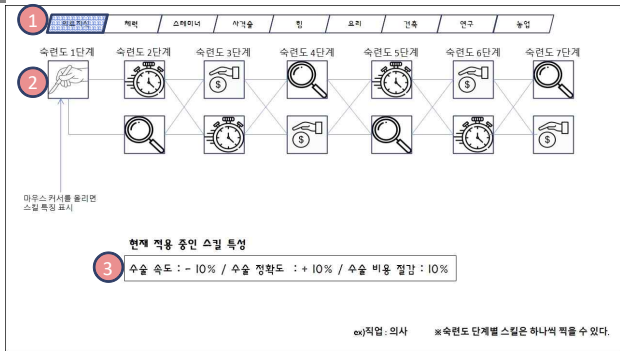 1
의료지식 체력 스테미너 사격술 힘 요리 건축 연구 농업
숙련도 1단계 숙련도 2단계 숙련도 3단계 숙련도 4단계 숙련도 5단계 숙련도 6단계 숙련도 7단계
2
$ $
$ $
마우스 커서를 올리면
스킬 특징 표시
현재 적용 중인 스킬 특성
3
수술 속도 : - 10% / 수술 정확도 : + 10% / 수술 비용 절감 : 10%
ex)직업 : 의사 ※숙련도 단계별 스킬은 하나씩 찍을 수 있다.